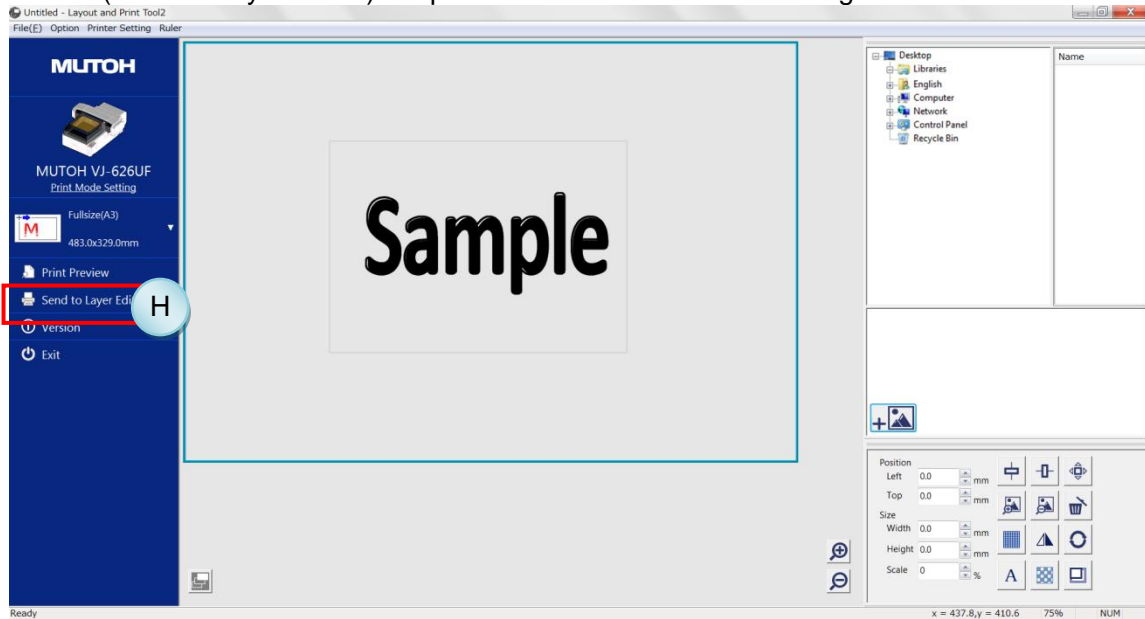 Untitled - Layout and Print Tool2
File(F) Option Printer Setting Ruler
MUTOH
MUTOH VJ-626UF
Print Mode Setting
M
Fullsize(A3)
483.0x329.0mm
Print Preview
Send to Layer Edi
H
Version
Exit
Sample
Desktop
Libraries
English
Computer
Network
Control Panel
Recycle Bin
Name
Position
Left 0.0 mm
Top 0.0 mm
Size
Width 0.0 mm
Height 0.0 mm
Scale 0 %
A
Ready
x = 437.8,y = 410.6 75% NUM